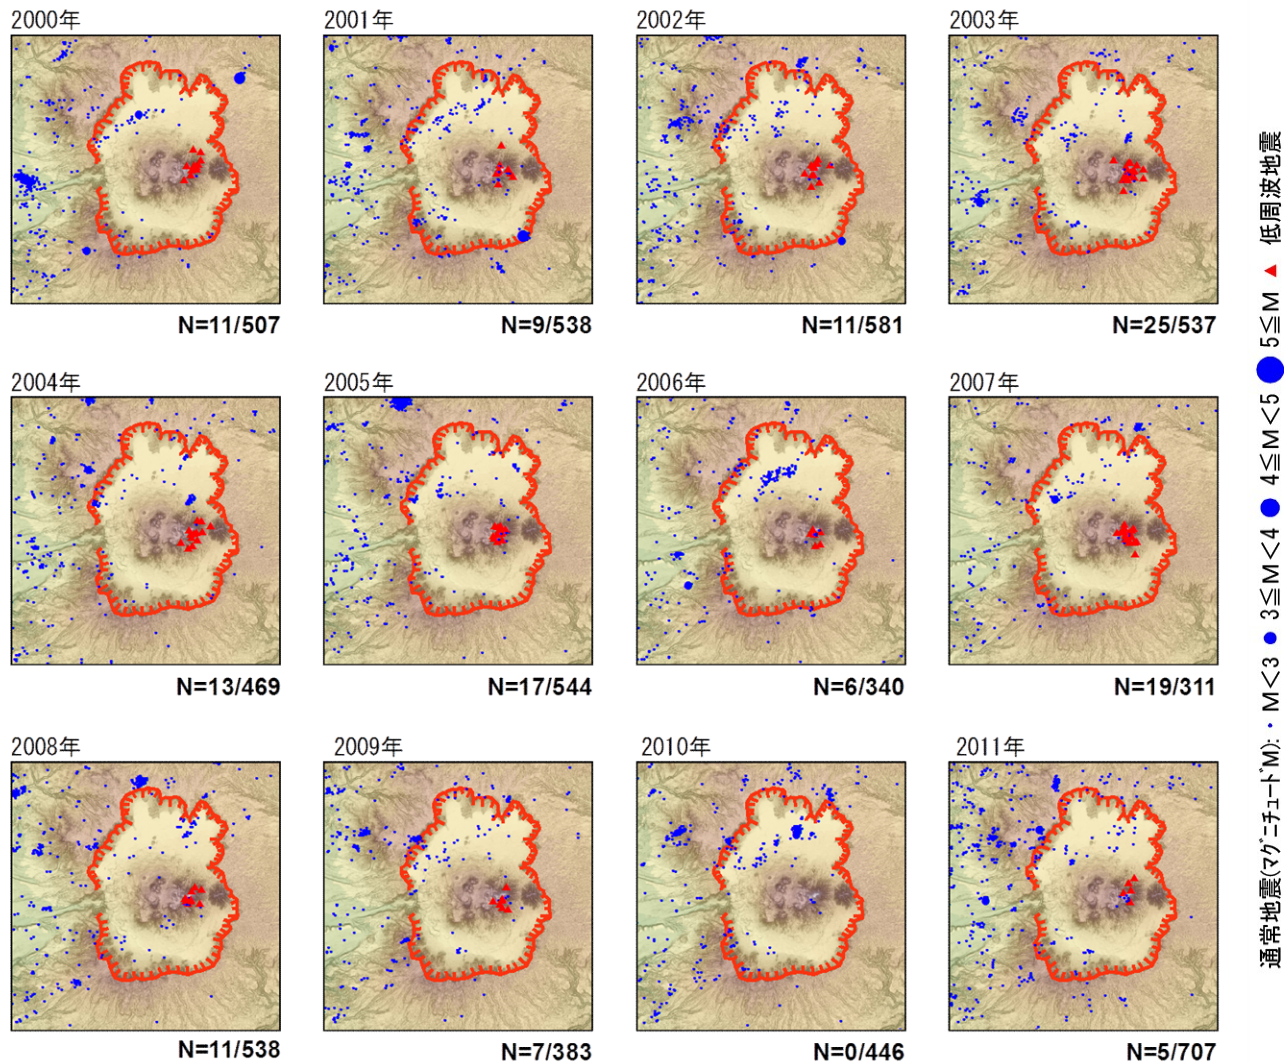 2000年
2001年
2002年
2003年
N=11/507
N=9/538
N=11/581
N=25/537
2004年
2005年
2006年
2007年
N=13/469
N=17/544
N=6/340
N=19/311
2008年
2009年
2010年
2011年
N=11/538
N=7/383
N=0/446
N=5/707
通常地震(マグニチュードM): ・ M<3 ● 3≦M<4 ● 4≦M<5 ● 5≦M ▲ 低周波地震